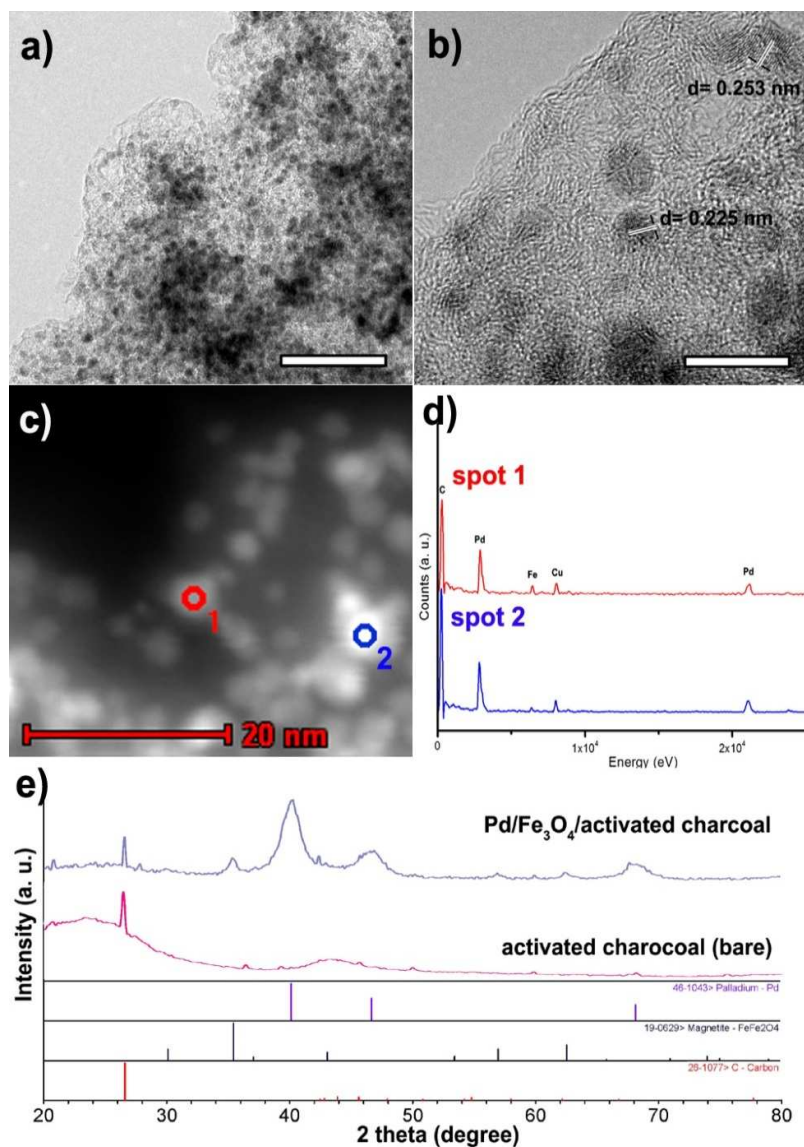 a)
b)
d= 0.253 nm
d= 0.225 nm
c)
1
2
20 nm
d)
spot 1
C
Pd
Fe
Cu
Pd
spot 2
Counts (a. u.)
0
1x10⁴
2x10⁴
Energy (eV)
e)
Pd/Fe₃O₄/activated charcoal
activated charocoal (bare)
46-1043> Palladium - Pd
19-0629> Magnetite - FeFe2O4
26-1077> C - Carbon
Intensity (a. u.)
20 30 40 50 60 70 80
2 theta (degree)